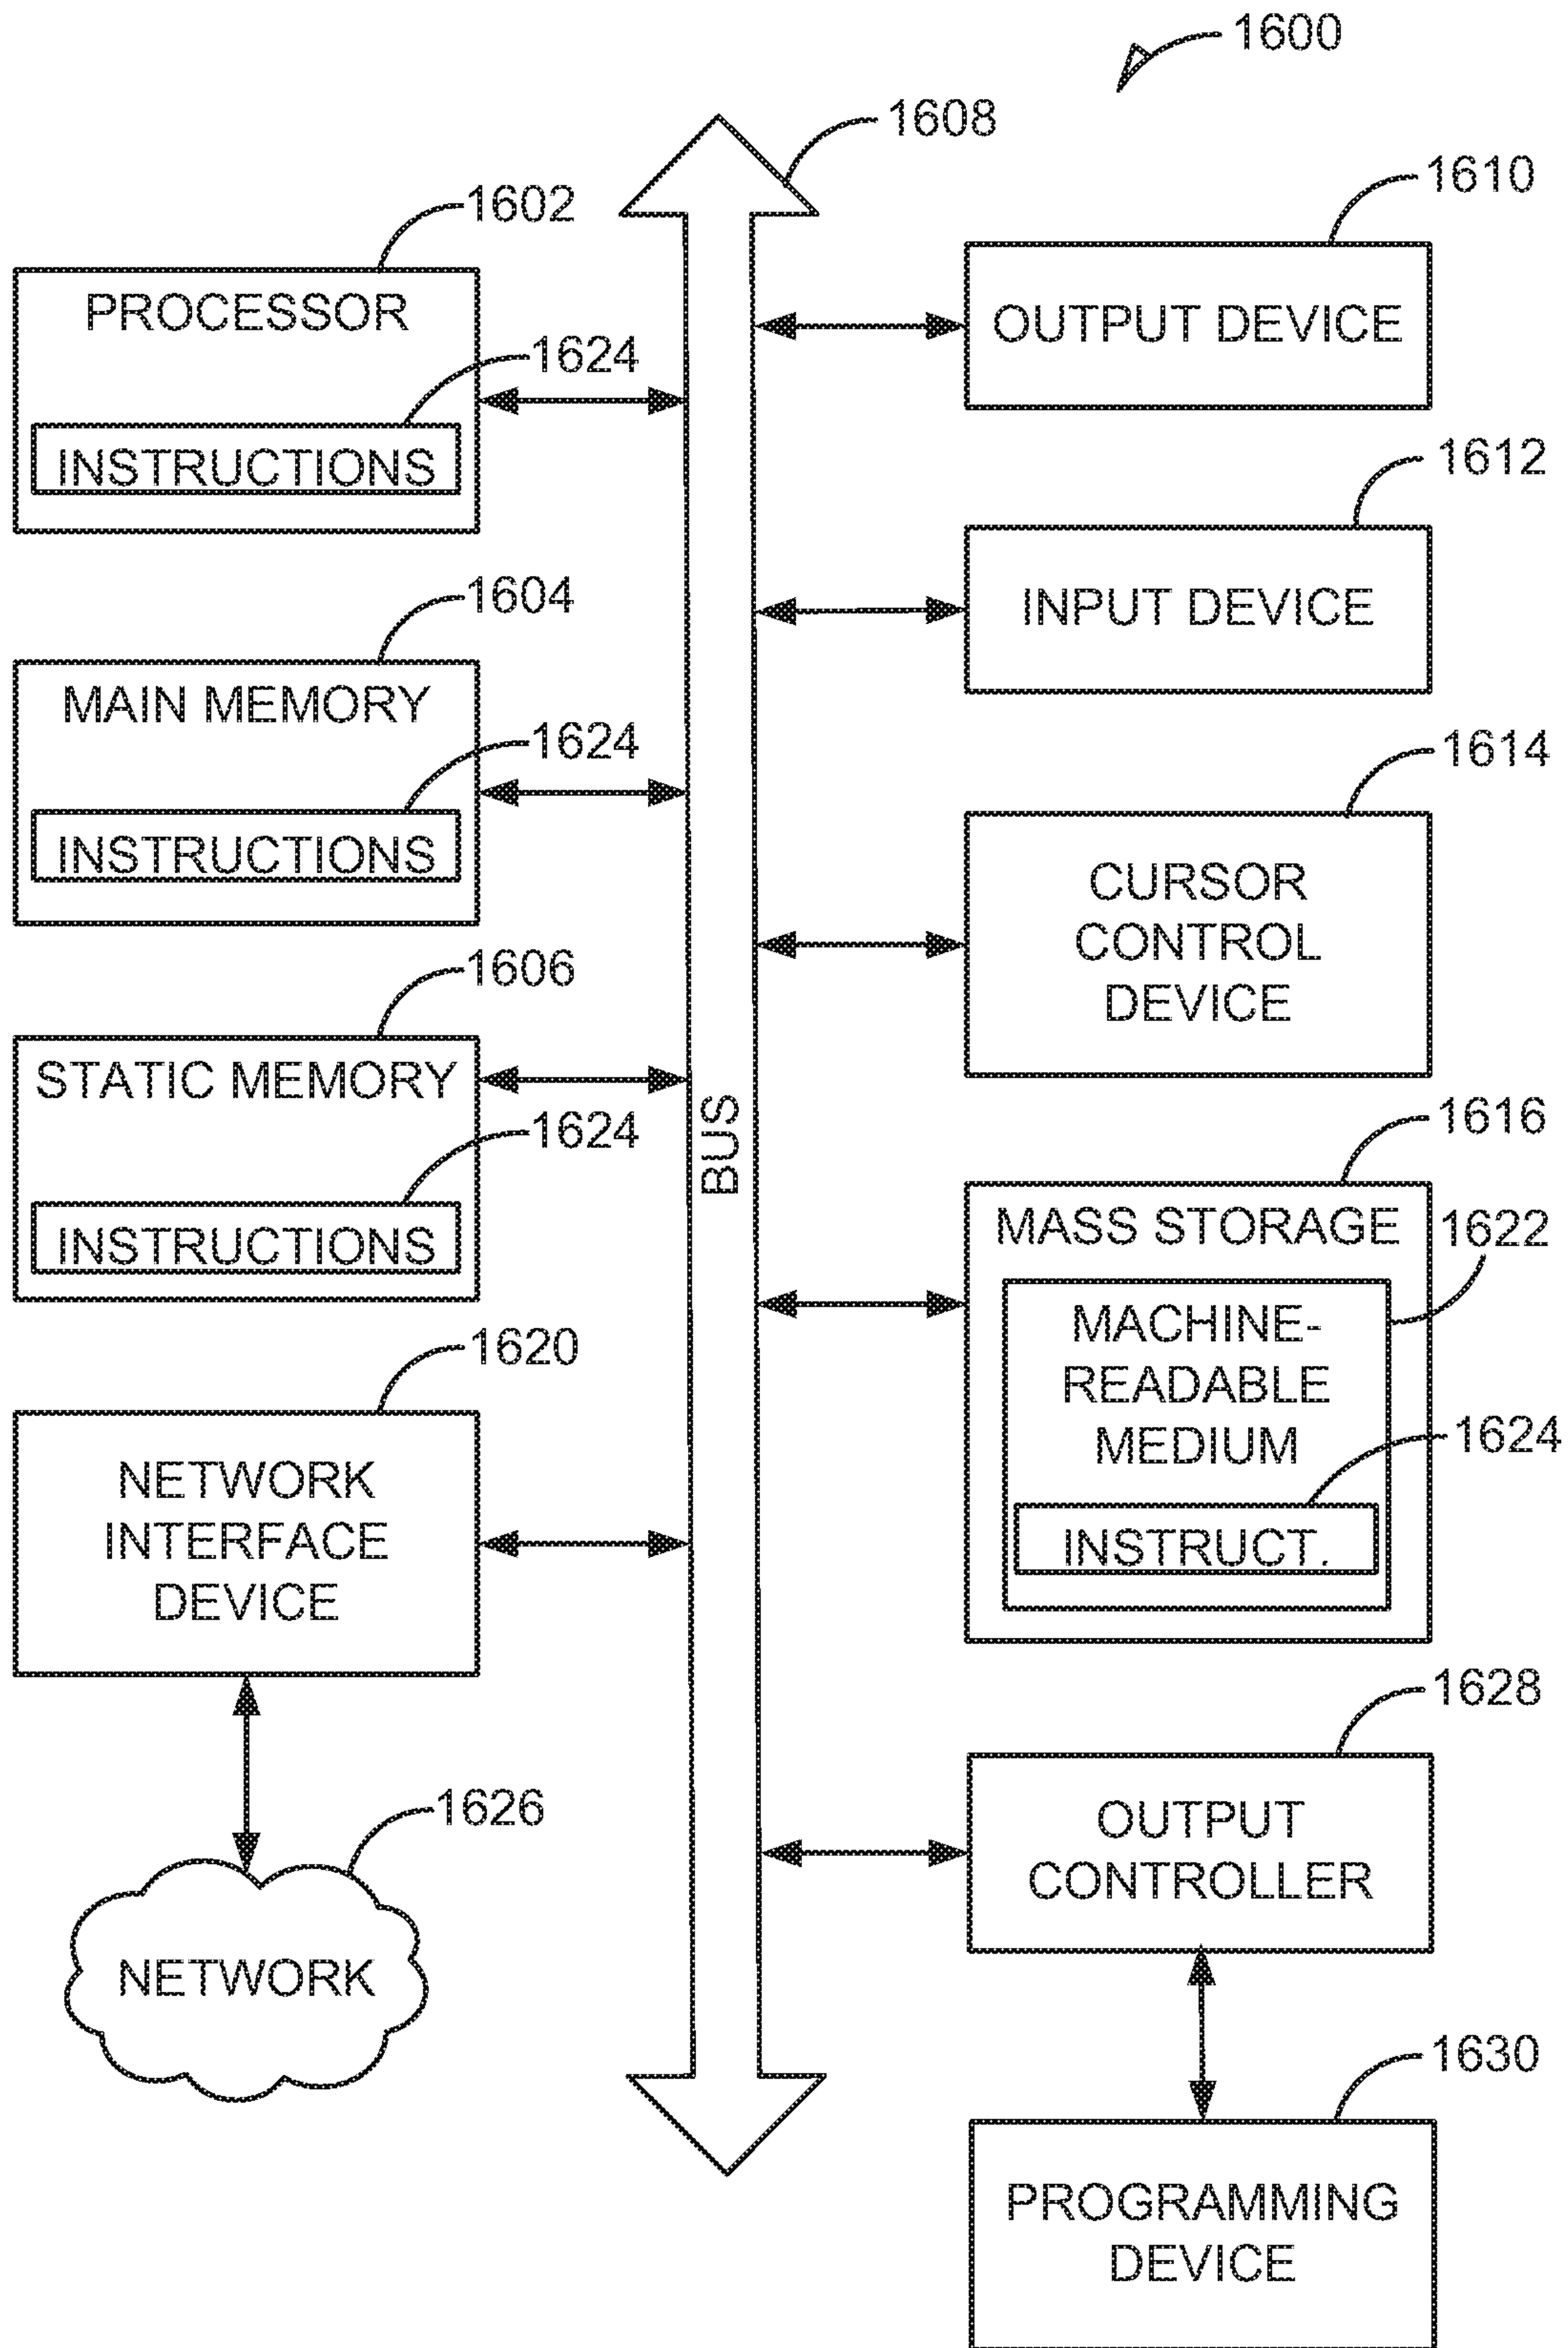 1600
1608
1602
PROCESSOR
1624
INSTRUCTIONS
1604
MAIN MEMORY
1624
INSTRUCTIONS
1606
STATIC MEMORY
1624
INSTRUCTIONS
1620
NETWORK
INTERFACE
DEVICE
1626
NETWORK
BUS
1610
OUTPUT DEVICE
1612
INPUT DEVICE
1614
CURSOR
CONTROL
DEVICE
1616
MASS STORAGE
1622
MACHINE-
READABLE
MEDIUM
1624
INSTRUCT.
1628
OUTPUT
CONTROLLER
1630
PROGRAMMING
DEVICE